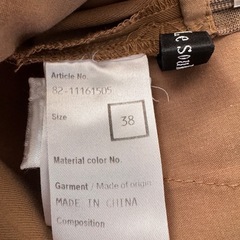 Article No.
82-11161505
Size
38
Material color No.
Garment / Made of origin
MADE IN CHINA
Composition